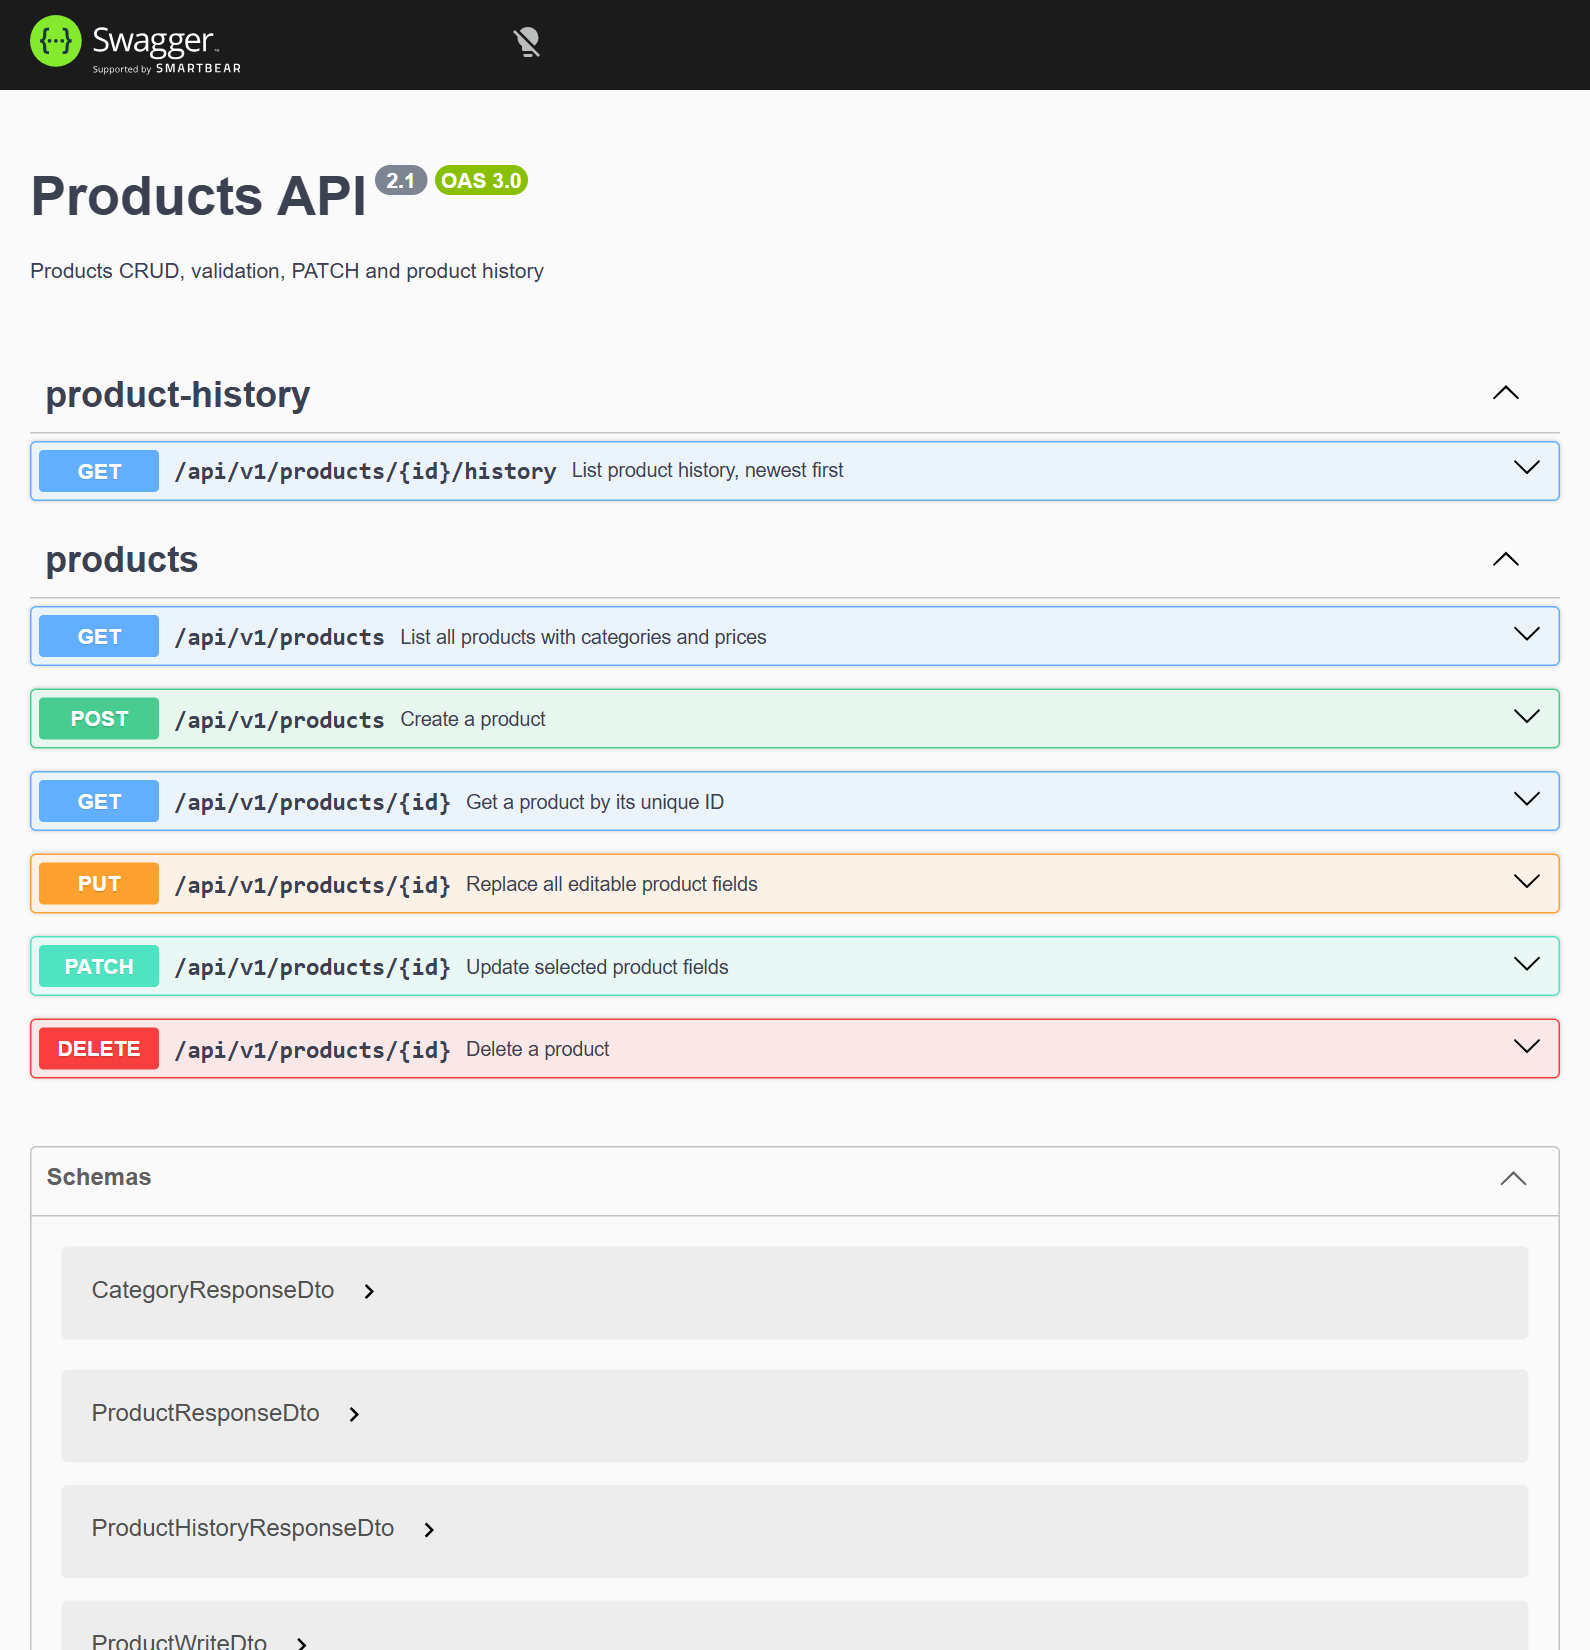 {···} Swagger™
Supported by SMARTBEAR
Products API 2.1 OAS 3.0
Products CRUD, validation, PATCH and product history
product-history
GET /api/v1/products/{id}/history List product history, newest first
products
GET /api/v1/products List all products with categories and prices
POST /api/v1/products Create a product
GET /api/v1/products/{id} Get a product by its unique ID
PUT /api/v1/products/{id} Replace all editable product fields
PATCH /api/v1/products/{id} Update selected product fields
DELETE /api/v1/products/{id} Delete a product
Schemas
CategoryResponseDto
ProductResponseDto
ProductHistoryResponseDto
ProductWriteDto